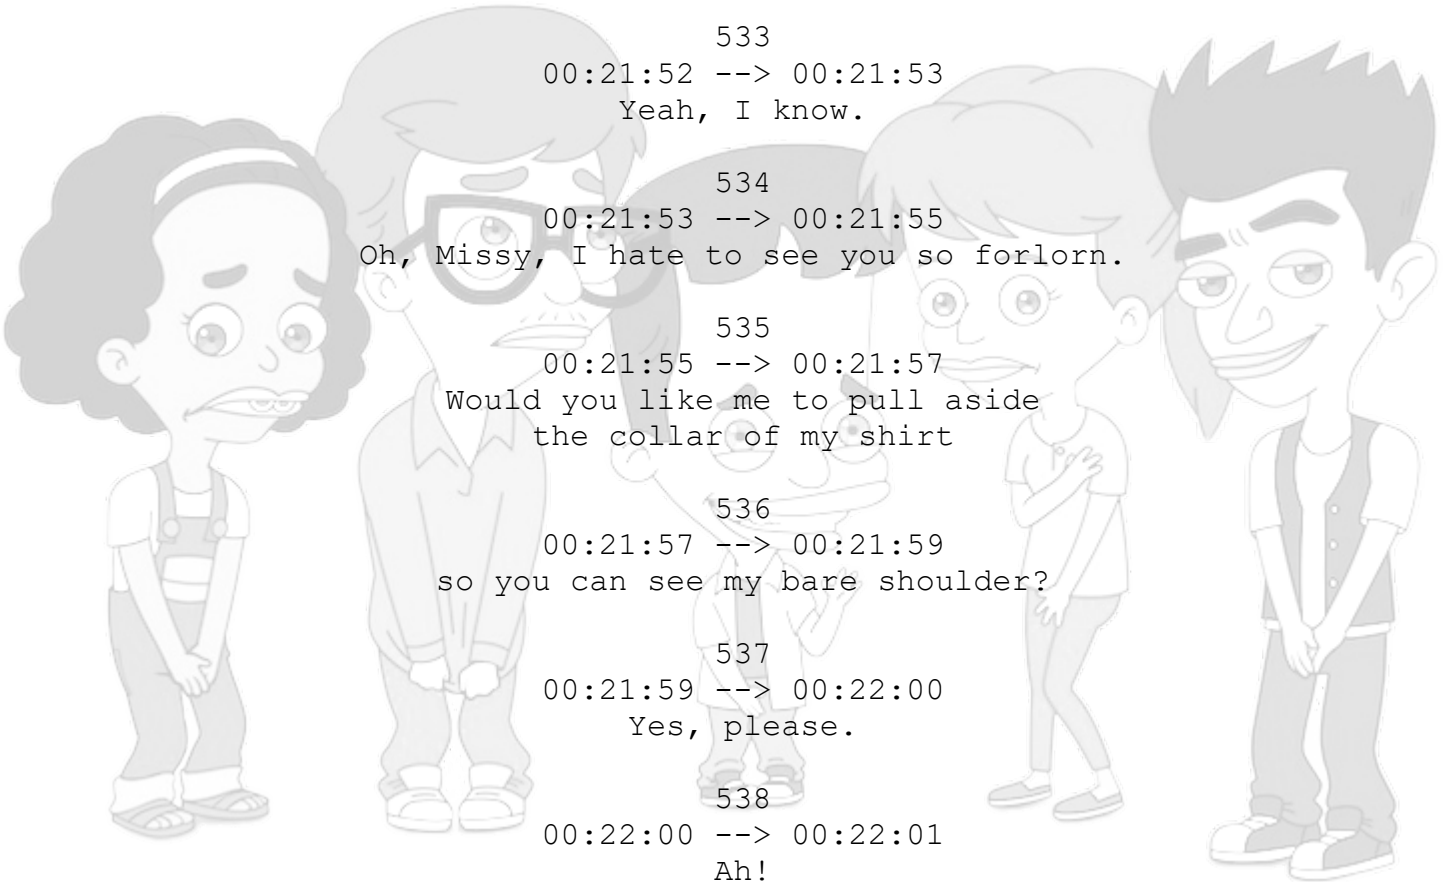 533
00:21:52 --> 00:21:53
Yeah, I know.
534
00:21:53 --> 00:21:55
Oh, Missy, I hate to see you so forlorn.
535
00:21:55 --> 00:21:57
Would you like me to pull aside
the collar of my shirt
536
00:21:57 --> 00:21:59
so you can see my bare shoulder?
537
00:21:59 --> 00:22:00
Yes, please.
538
00:22:00 --> 00:22:01
Ah!